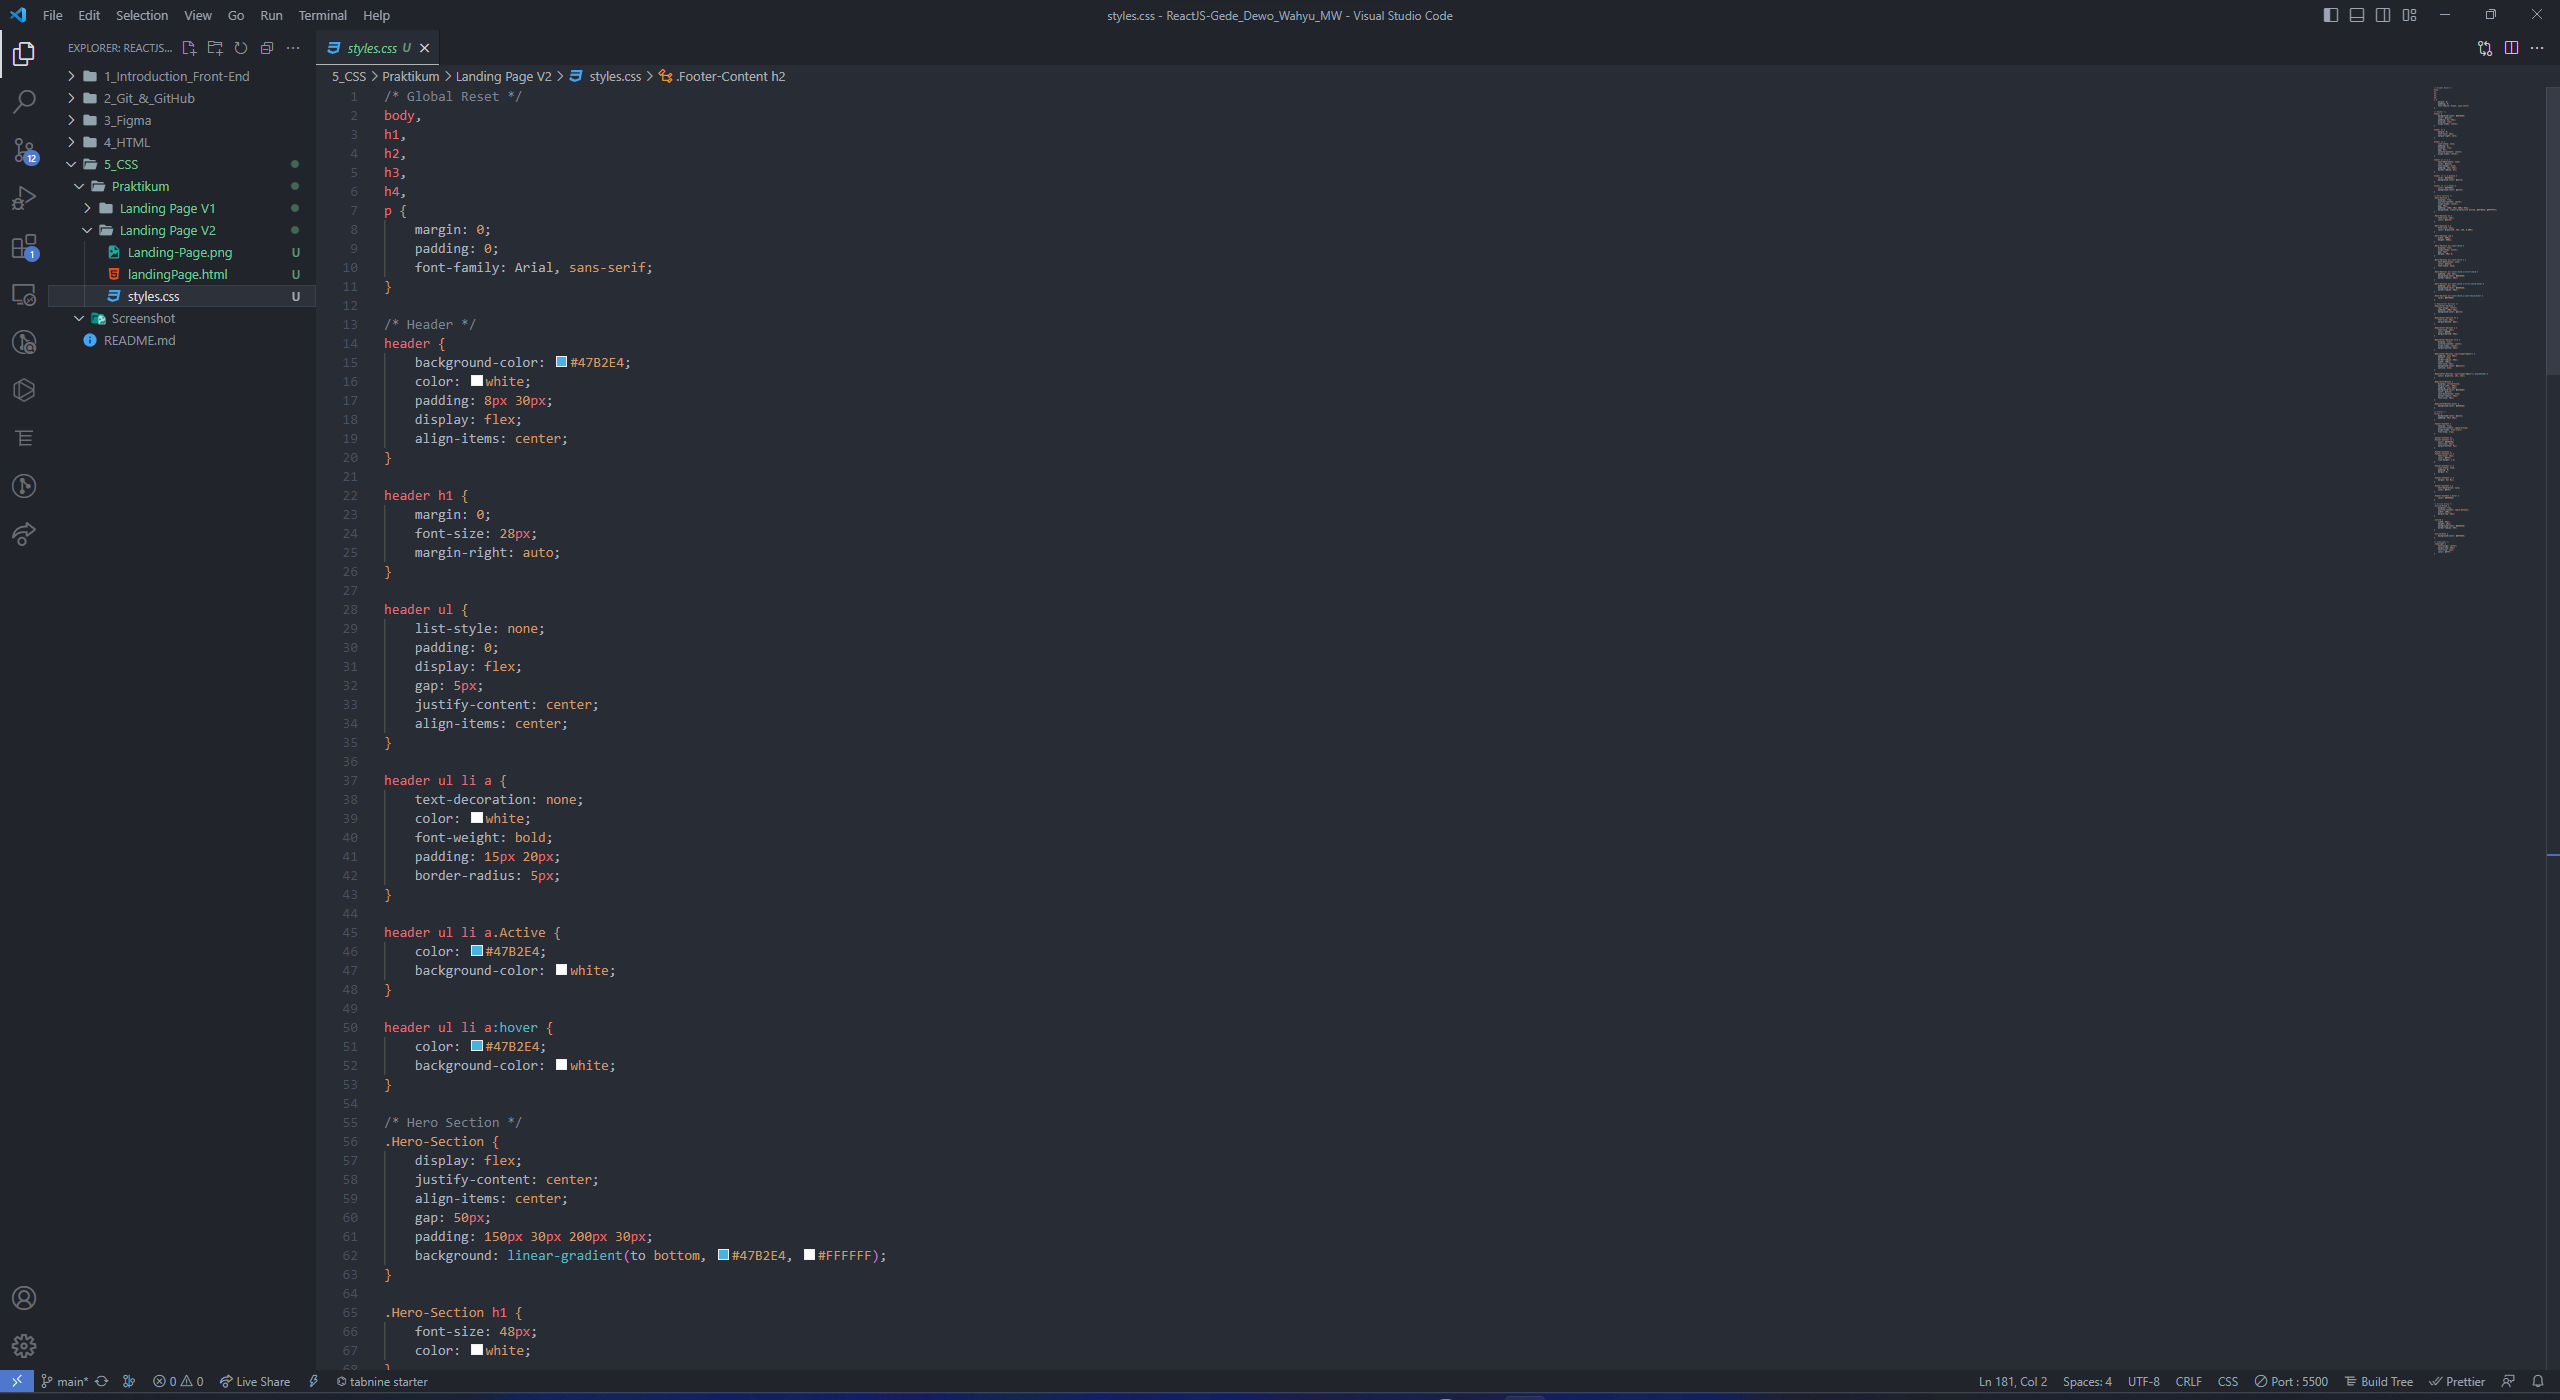 File Edit Selection View Go Run Terminal Help
styles.css - ReactJS-Gede_Dewo_Wahyu_MW - Visual Studio Code
EXPLORER: REACTJS...
1_Introduction_Front-End
2_Git_&_GitHub
3_Figma
4_HTML
5_CSS
Praktikum
Landing Page V1
Landing Page V2
Landing-Page.png U
landingPage.html U
styles.css U
Screenshot
README.md
12
1
styles.css U
5_CSS > Praktikum > Landing Page V2 > styles.css > .Footer-Content h2
1 /* Global Reset */
2 body,
3 h1,
4 h2,
5 h3,
6 h4,
7 p {
8 margin: 0;
9 padding: 0;
10 font-family: Arial, sans-serif;
11 }
12
13 /* Header */
14 header {
15 background-color: #47B2E4;
16 color: white;
17 padding: 8px 30px;
18 display: flex;
19 align-items: center;
20 }
21
22 header h1 {
23 margin: 0;
24 font-size: 28px;
25 margin-right: auto;
26 }
27
28 header ul {
29 list-style: none;
30 padding: 0;
31 display: flex;
32 gap: 5px;
33 justify-content: center;
34 align-items: center;
35 }
36
37 header ul li a {
38 text-decoration: none;
39 color: white;
40 font-weight: bold;
41 padding: 15px 20px;
42 border-radius: 5px;
43 }
44
45 header ul li a.Active {
46 color: #47B2E4;
47 background-color: white;
48 }
49
50 header ul li a:hover {
51 color: #47B2E4;
52 background-color: white;
53 }
54
55 /* Hero Section */
56 .Hero-Section {
57 display: flex;
58 justify-content: center;
59 align-items: center;
60 gap: 50px;
61 padding: 150px 30px 200px 30px;
62 background: linear-gradient(to bottom, #47B2E4, #FFFFFF);
63 }
64
65 .Hero-Section h1 {
66 font-size: 48px;
67 color: white;
68 }
main* 0 0 Live Share tabnine starter
Ln 181, Col 2 Spaces: 4 UTF-8 CRLF CSS Port : 5500 Build Tree Prettier